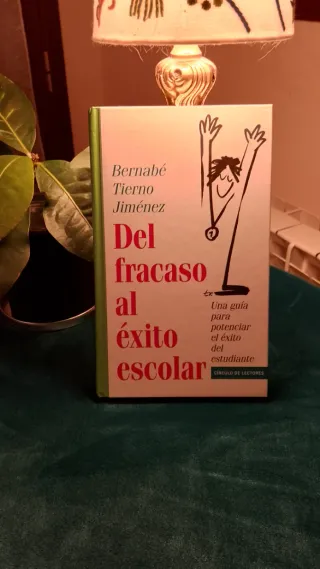 Bernabé
Tierno
Jiménez
Del
fracaso
al
éxito
escolar
Una guía
para
potenciar
el éxito
del
estudiante
CÍRCULO DE LECTORES